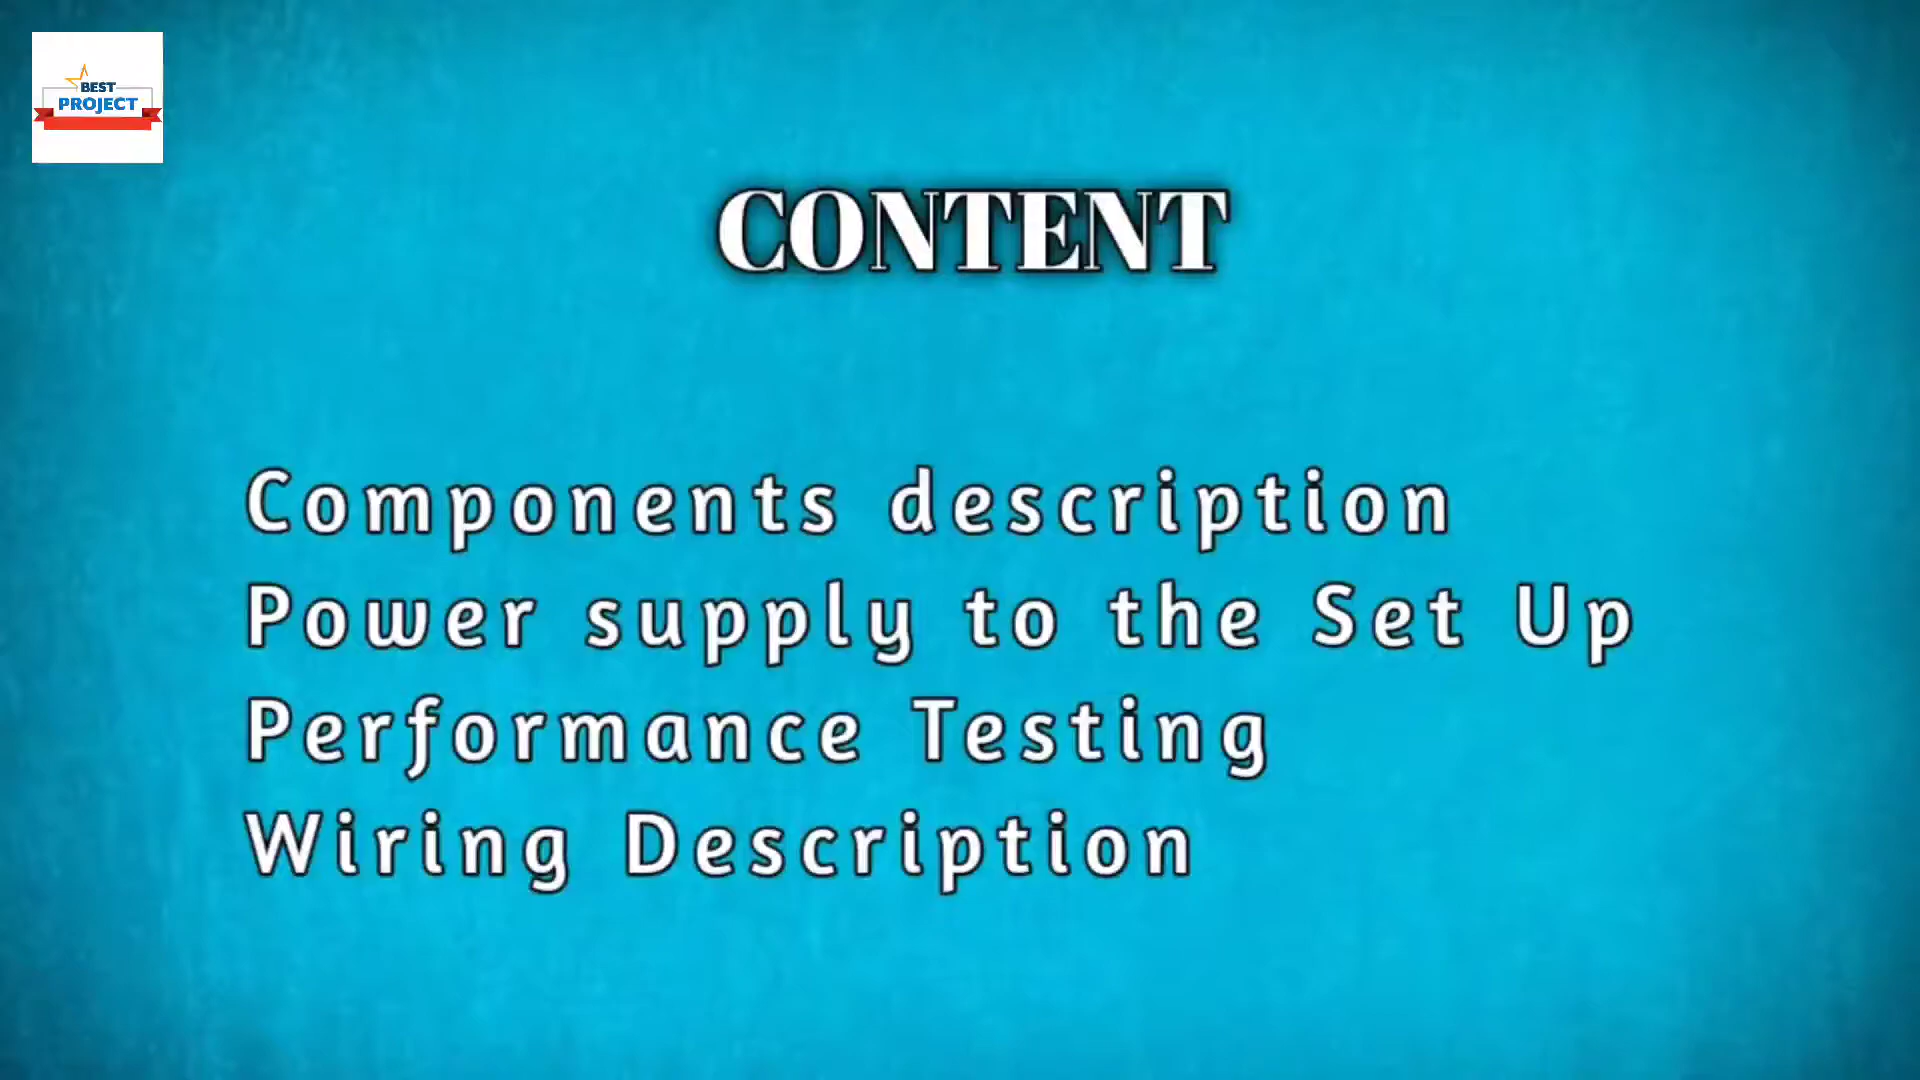 BEST
PROJECT
CONTENT
Components description
Power supply to the Set Up
Performance Testing
Wiring Description